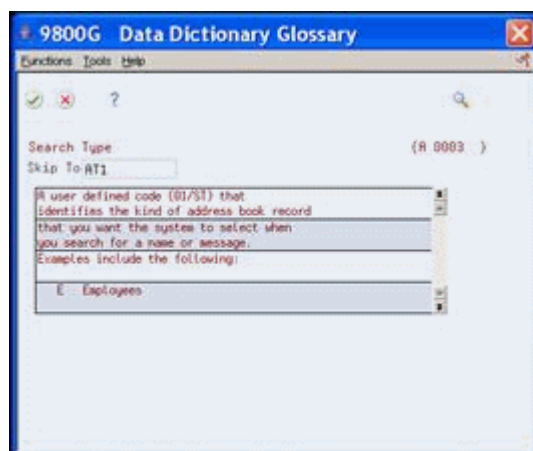 9800G Data Dictionary Glossary
Functions Tools Help
?
Search Type (A 0083 )
Skip To AT1
A user defined code (01/ST) that
identifies the kind of address book record
that you want the system to select when
you search for a name or message.
Examples include the following:
E Employees